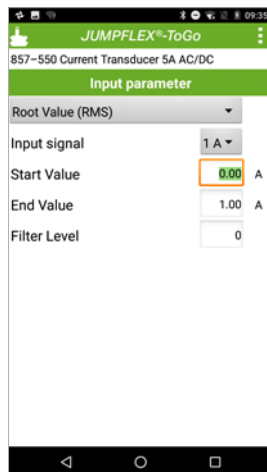 09:35
JUMPFLEX®-ToGo
857-550 Current Transducer 5A AC/DC
Input parameter
Root Value (RMS)
Input signal 1 A
Start Value 0.00 A
End Value 1.00 A
Filter Level 0